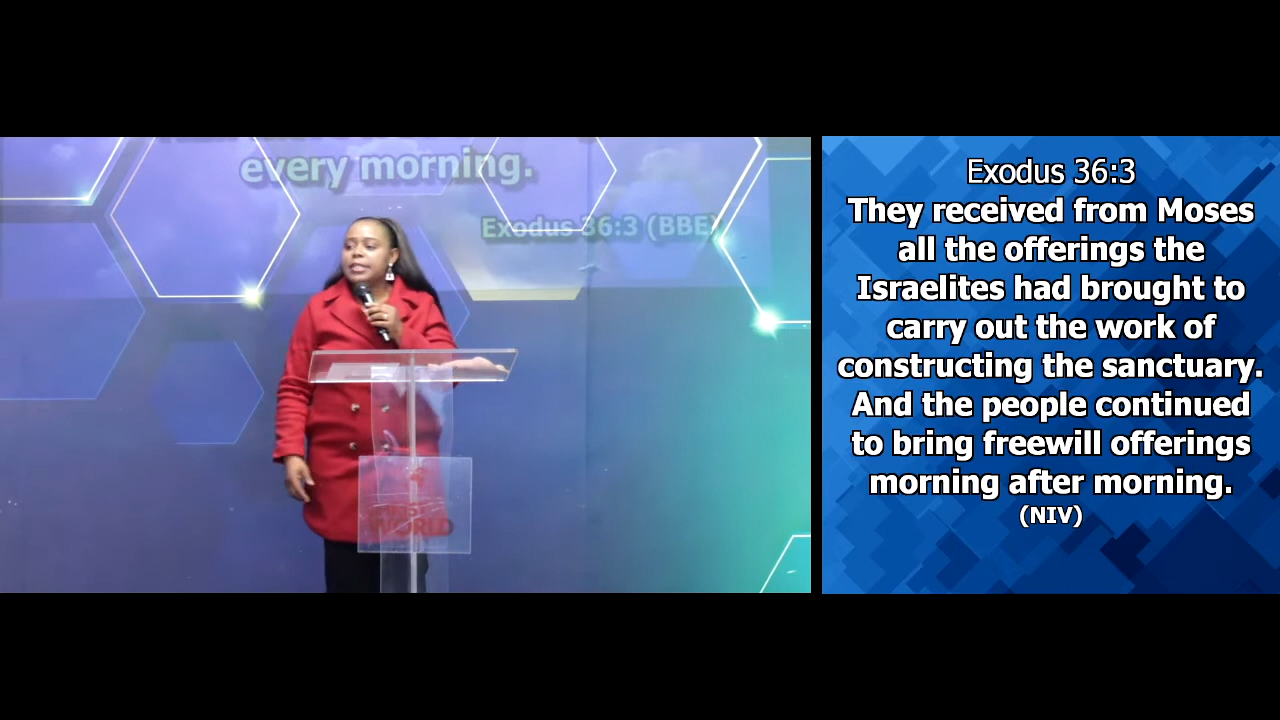 every morning.
Exodus 36:3 (BBE)
WORLD
Exodus 36:3
They received from Moses
all the offerings the
Israelites had brought to
carry out the work of
constructing the sanctuary.
And the people continued
to bring freewill offerings
morning after morning.
(NIV)